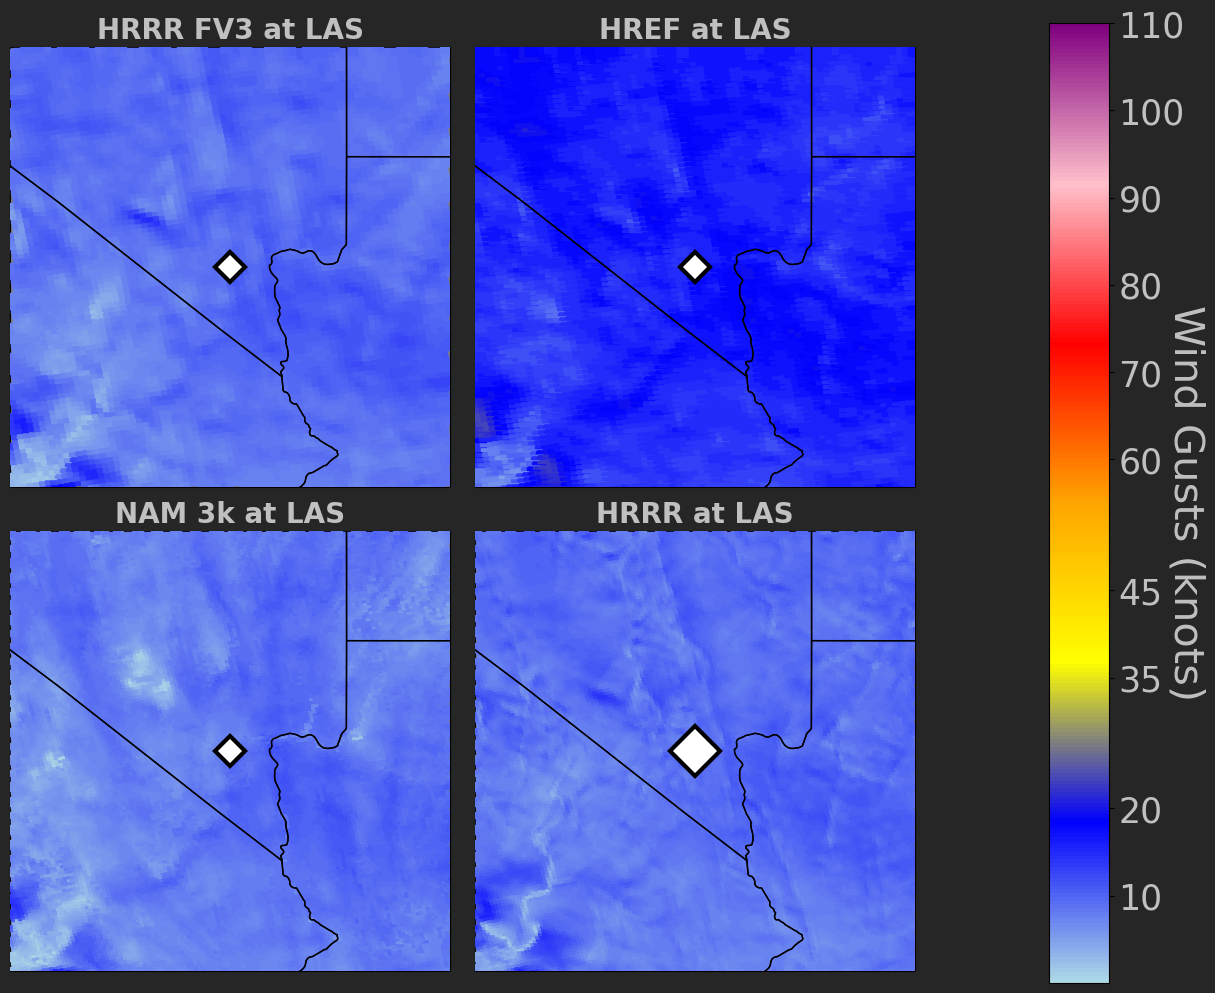 HRRR FV3 at LAS
HREF at LAS
NAM 3k at LAS
HRRR at LAS
110
100
90
80
70
60
45
35
20
10
Wind Gusts (knots)